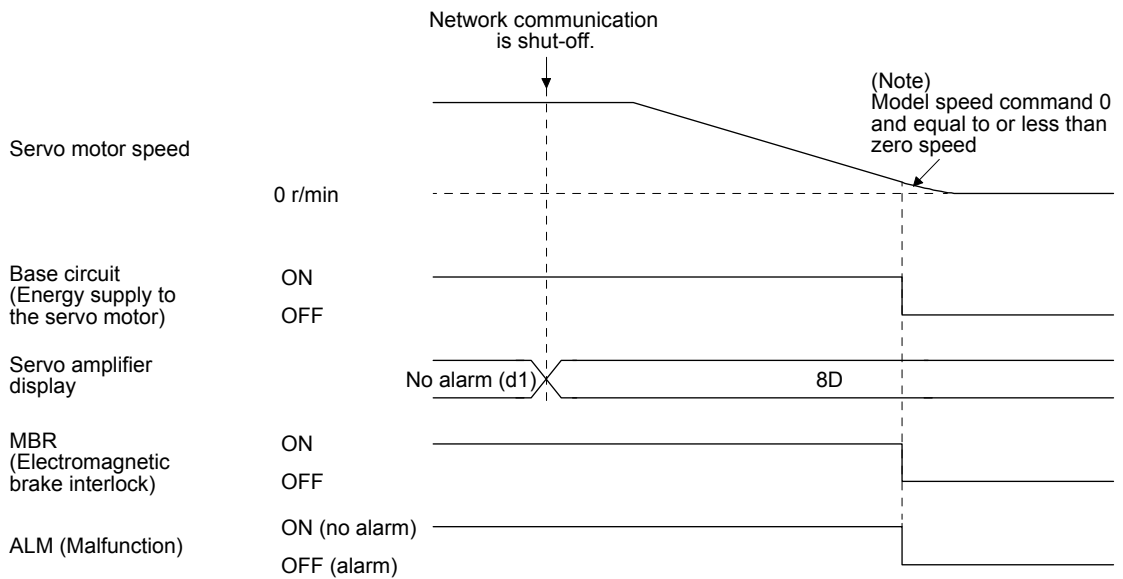 Network communication
is shut-off.
(Note)
Model speed command 0
and equal to or less than
zero speed
Servo motor speed
0 r/min
Base circuit
(Energy supply to
the servo motor)
ON
OFF
Servo amplifier
display
No alarm (d1)
8D
MBR
(Electromagnetic
brake interlock)
ON
OFF
ALM (Malfunction)
ON (no alarm)
OFF (alarm)